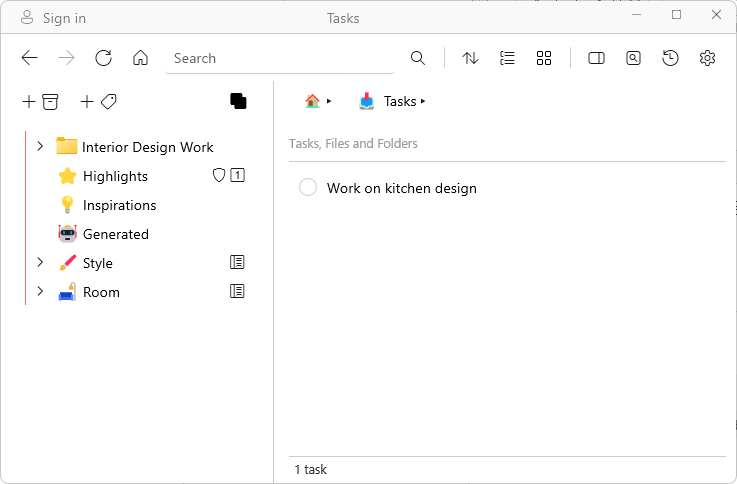 Sign in
Tasks
Search
Tasks
Interior Design Work
Highlights
1
Inspirations
Generated
Style
Room
Tasks, Files and Folders
Work on kitchen design
1 task